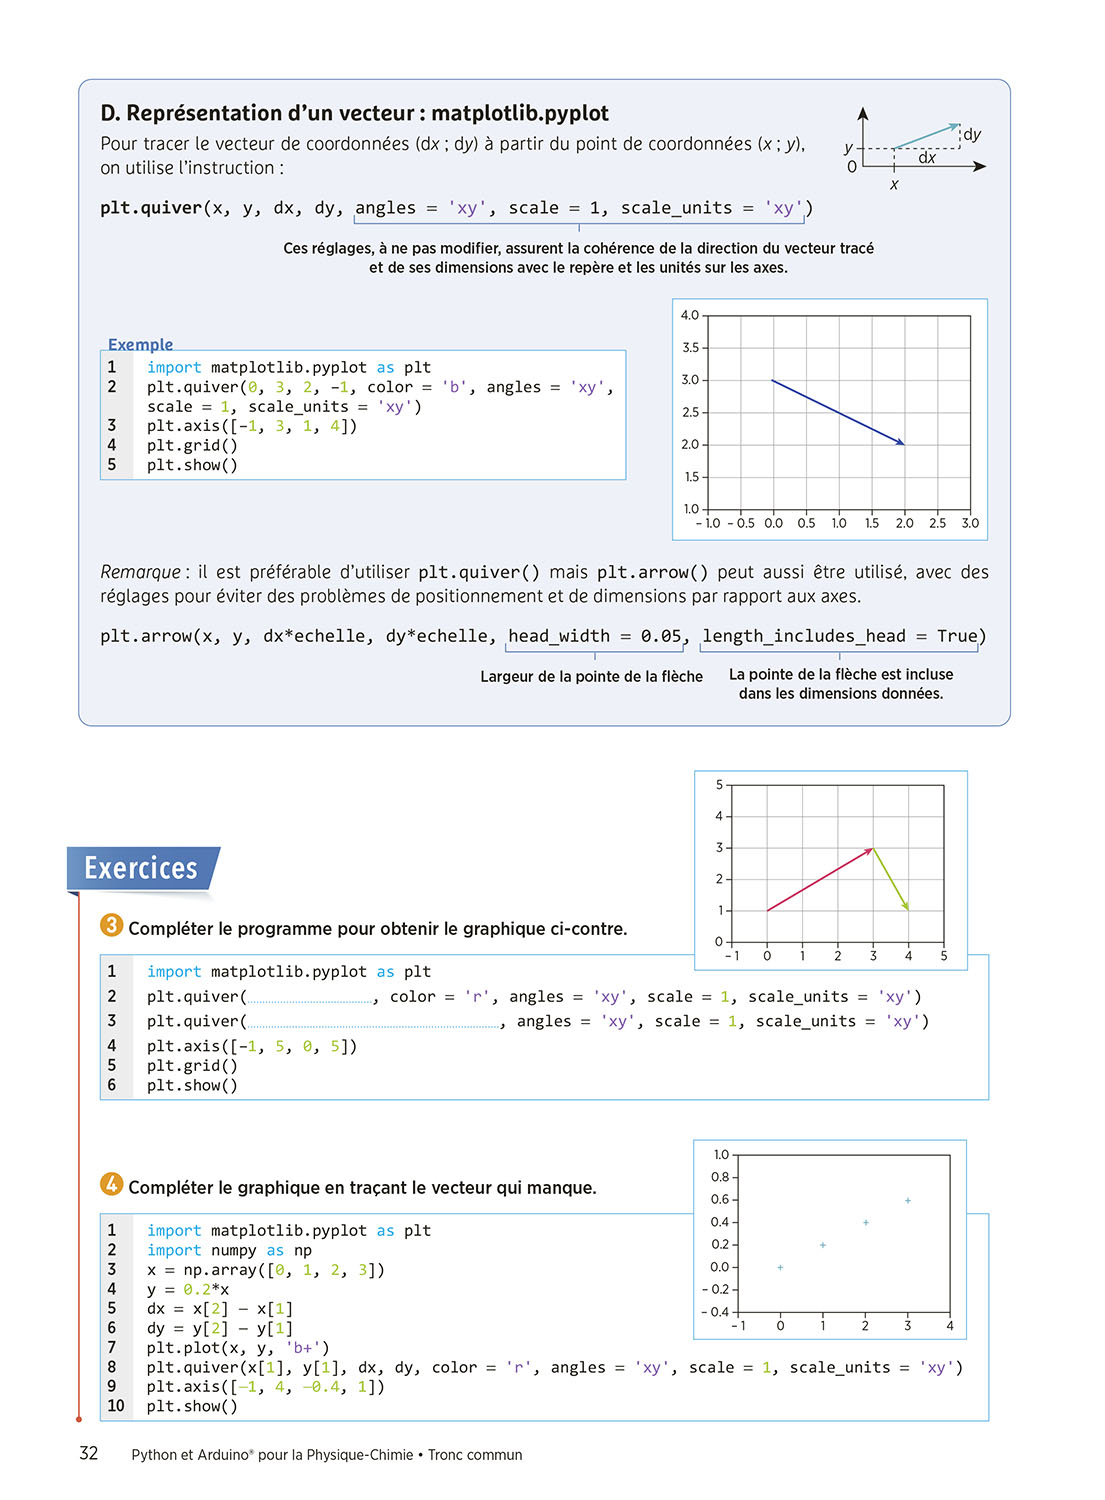 D. Représentation d'un vecteur : matplotlib.pyplot
Pour tracer le vecteur de coordonnées (dx ; dy) à partir du point de coordonnées (x ; y),
on utilise l'instruction :
y
0
x
dx
dy
plt.quiver(x, y, dx, dy, angles = 'xy', scale = 1, scale_units = 'xy')
Ces réglages, à ne pas modifier, assurent la cohérence de la direction du vecteur tracé
et de ses dimensions avec le repère et les unités sur les axes.
Exemple
1 import matplotlib.pyplot as plt
2 plt.quiver(0, 3, 2, –1, color = 'b', angles = 'xy',
scale = 1, scale_units = 'xy')
3 plt.axis([–1, 3, 1, 4])
4 plt.grid()
5 plt.show()
4.0
3.5
3.0
2.5
2.0
1.5
1.0
– 1.0 – 0.5 0.0 0.5 1.0 1.5 2.0 2.5 3.0
Remarque : il est préférable d'utiliser plt.quiver() mais plt.arrow() peut aussi être utilisé, avec des
réglages pour éviter des problèmes de positionnement et de dimensions par rapport aux axes.
plt.arrow(x, y, dx*echelle, dy*echelle, head_width = 0.05, length_includes_head = True)
Largeur de la pointe de la flèche
La pointe de la flèche est incluse
dans les dimensions données.
Exercices
5
4
3
2
1
0
– 1 0 1 2 3 4 5
3 Compléter le programme pour obtenir le graphique ci-contre.
1 import matplotlib.pyplot as plt
2 plt.quiver(..............................., color = 'r', angles = 'xy', scale = 1, scale_units = 'xy')
3 plt.quiver(..............................................................., angles = 'xy', scale = 1, scale_units = 'xy')
4 plt.axis([–1, 5, 0, 5])
5 plt.grid()
6 plt.show()
4 Compléter le graphique en traçant le vecteur qui manque.
1.0
0.8
0.6
0.4
0.2
0.0
– 0.2
– 0.4
– 1 0 1 2 3 4
1 import matplotlib.pyplot as plt
2 import numpy as np
3 x = np.array([0, 1, 2, 3])
4 y = 0.2*x
5 dx = x[2] – x[1]
6 dy = y[2] – y[1]
7 plt.plot(x, y, 'b+')
8 plt.quiver(x[1], y[1], dx, dy, color = 'r', angles = 'xy', scale = 1, scale_units = 'xy')
9 plt.axis([–1, 4, –0.4, 1])
10 plt.show()
32 Python et Arduino® pour la Physique-Chimie • Tronc commun